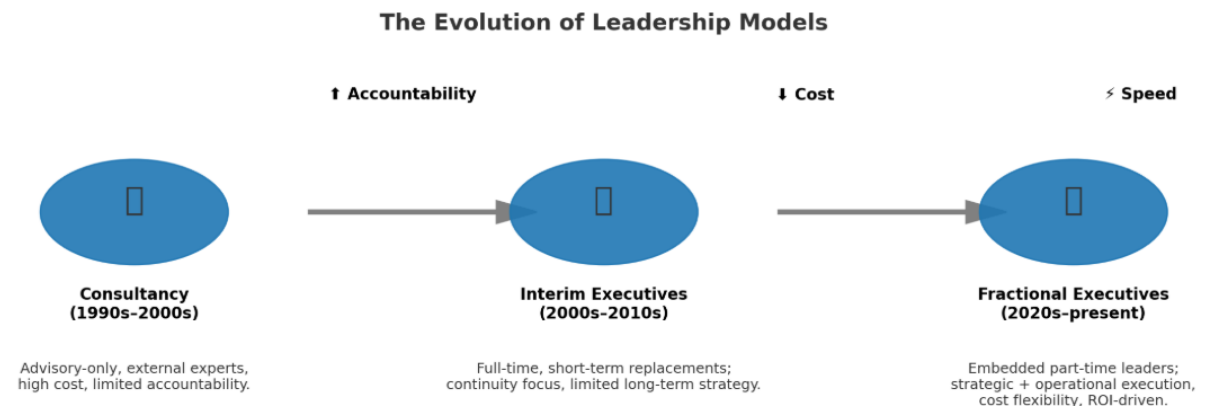 The Evolution of Leadership Models
⬆ Accountability
⬇ Cost
⚡ Speed
Consultancy
(1990s–2000s)
Interim Executives
(2000s–2010s)
Fractional Executives
(2020s–present)
Advisory-only, external experts,
high cost, limited accountability.
Full-time, short-term replacements;
continuity focus, limited long-term strategy.
Embedded part-time leaders;
strategic + operational execution,
cost flexibility, ROI-driven.